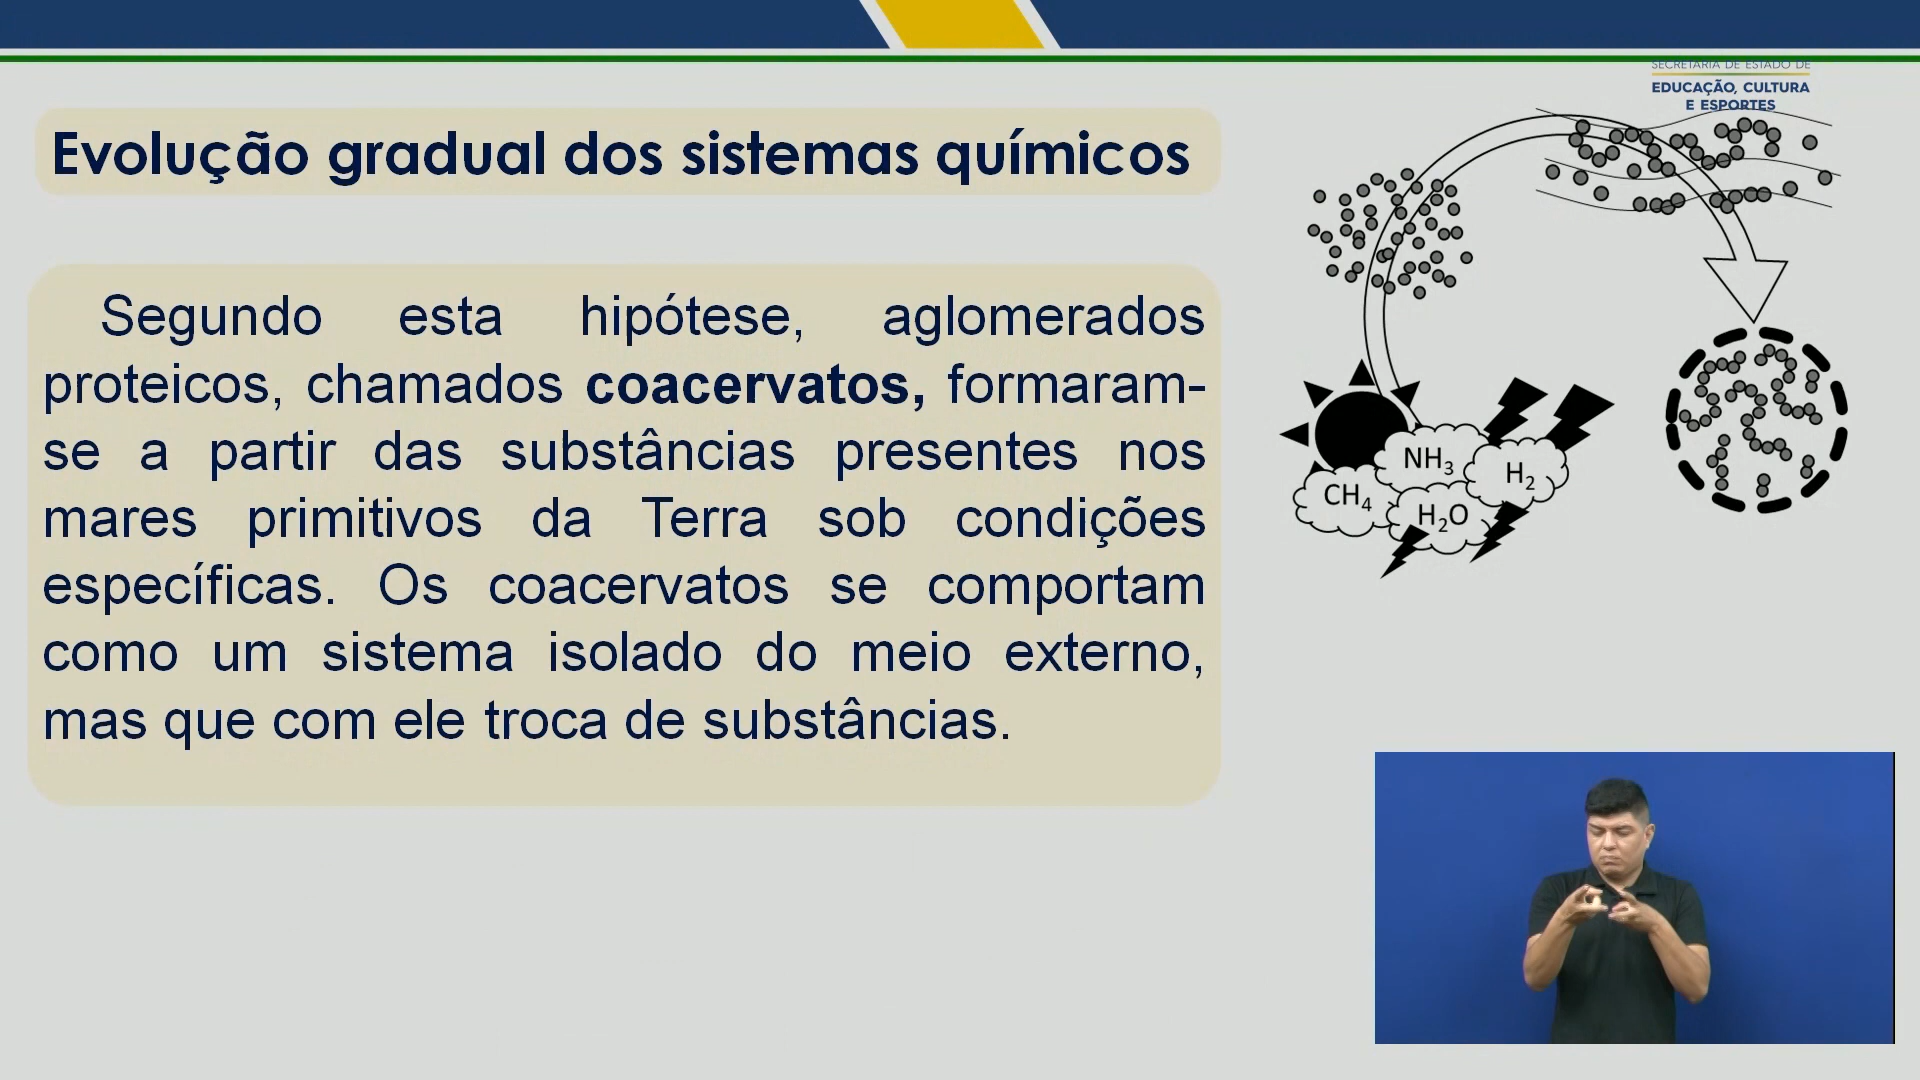 SECRETARIA DE ESTADO DE
EDUCAÇÃO, CULTURA
E ESPORTES
Evolução gradual dos sistemas químicos
Segundo esta hipótese, aglomerados
proteicos, chamados coacervatos, formaram-
se a partir das substâncias presentes nos
mares primitivos da Terra sob condições
específicas. Os coacervatos se comportam
como um sistema isolado do meio externo,
mas que com ele troca de substâncias.
NH₃
H₂
CH₄
H₂O